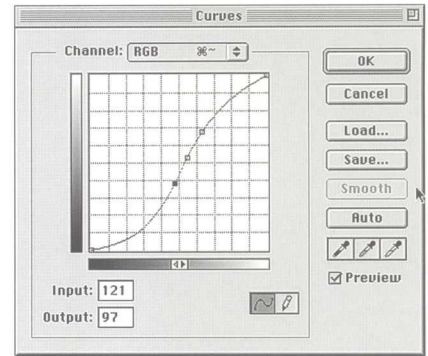 Curves
Channel: RGB ⌘~
OK
Cancel
Load...
Save...
Smooth
Auto
Preview
Input: 121
Output: 97